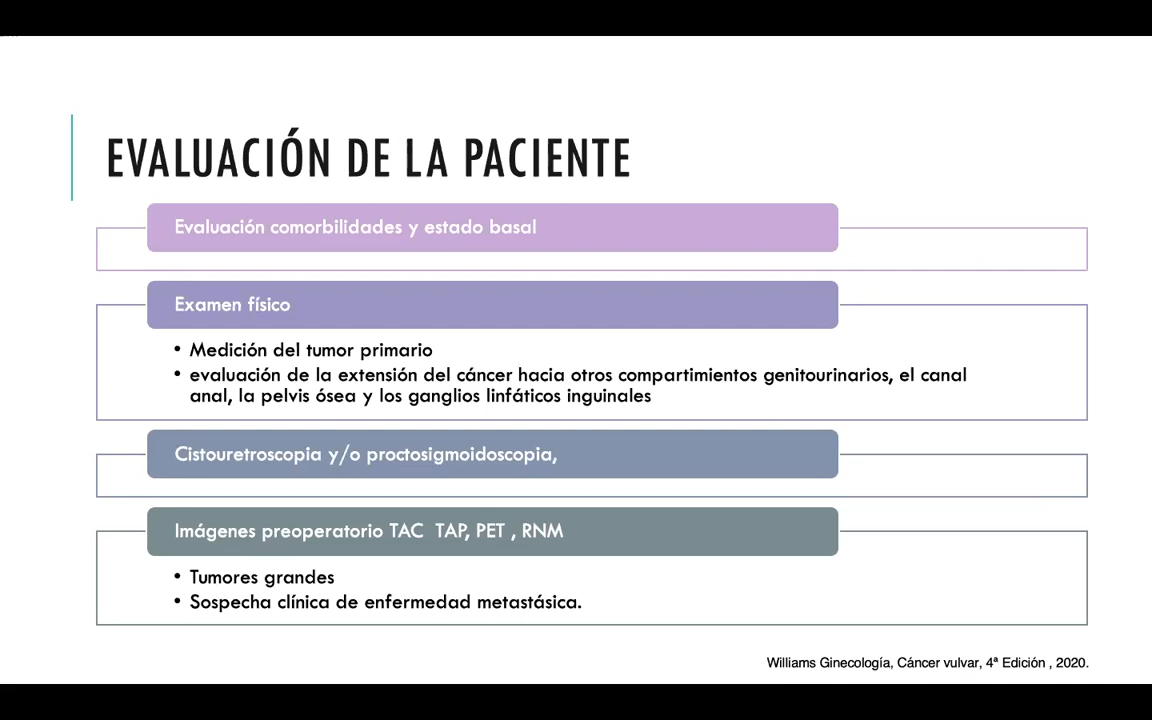 EVALUACIÓN DE LA PACIENTE
Evaluación comorbilidades y estado basal
Examen físico
• Medición del tumor primario
• evaluación de la extensión del cáncer hacia otros compartimientos genitourinarios, el canal
anal, la pelvis ósea y los ganglios linfáticos inguinales
Cistouretroscopia y/o proctosigmoidoscopia,
Imágenes preoperatorio TAC  TAP, PET , RNM
• Tumores grandes
• Sospecha clínica de enfermedad metastásica.
Williams Ginecología, Cáncer vulvar, 4ª Edición , 2020.